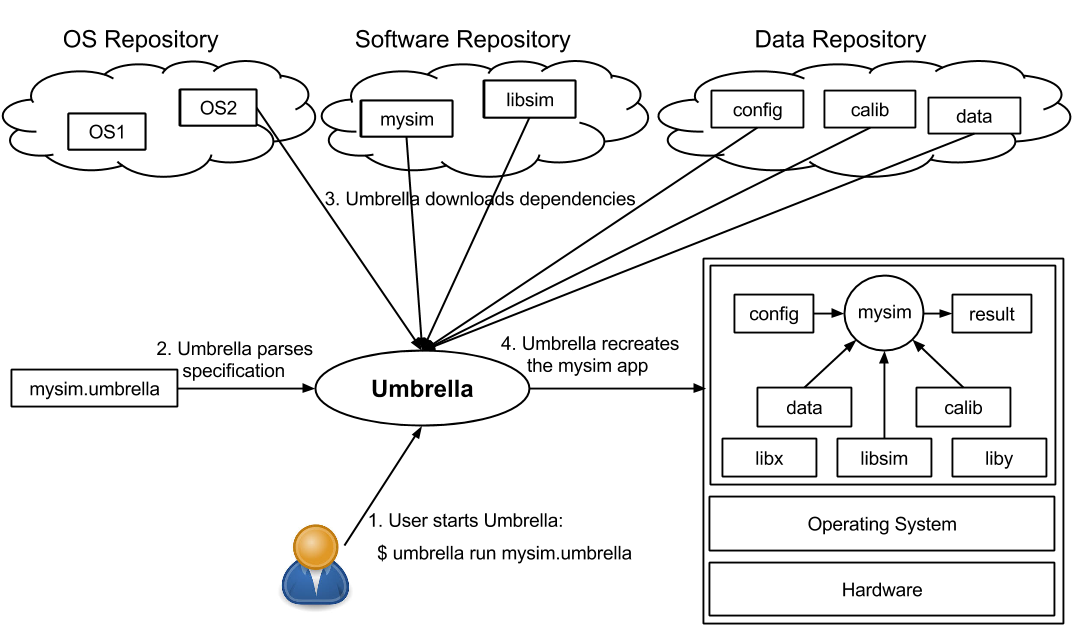 OS Repository
Software Repository
Data Repository
OS1
OS2
mysim
libsim
config
calib
data
3. Umbrella downloads dependencies
2. Umbrella parses
specification
mysim.umbrella
Umbrella
4. Umbrella recreates
the mysim app
1. User starts Umbrella:
$ umbrella run mysim.umbrella
config
mysim
result
data
calib
libx
libsim
liby
Operating System
Hardware